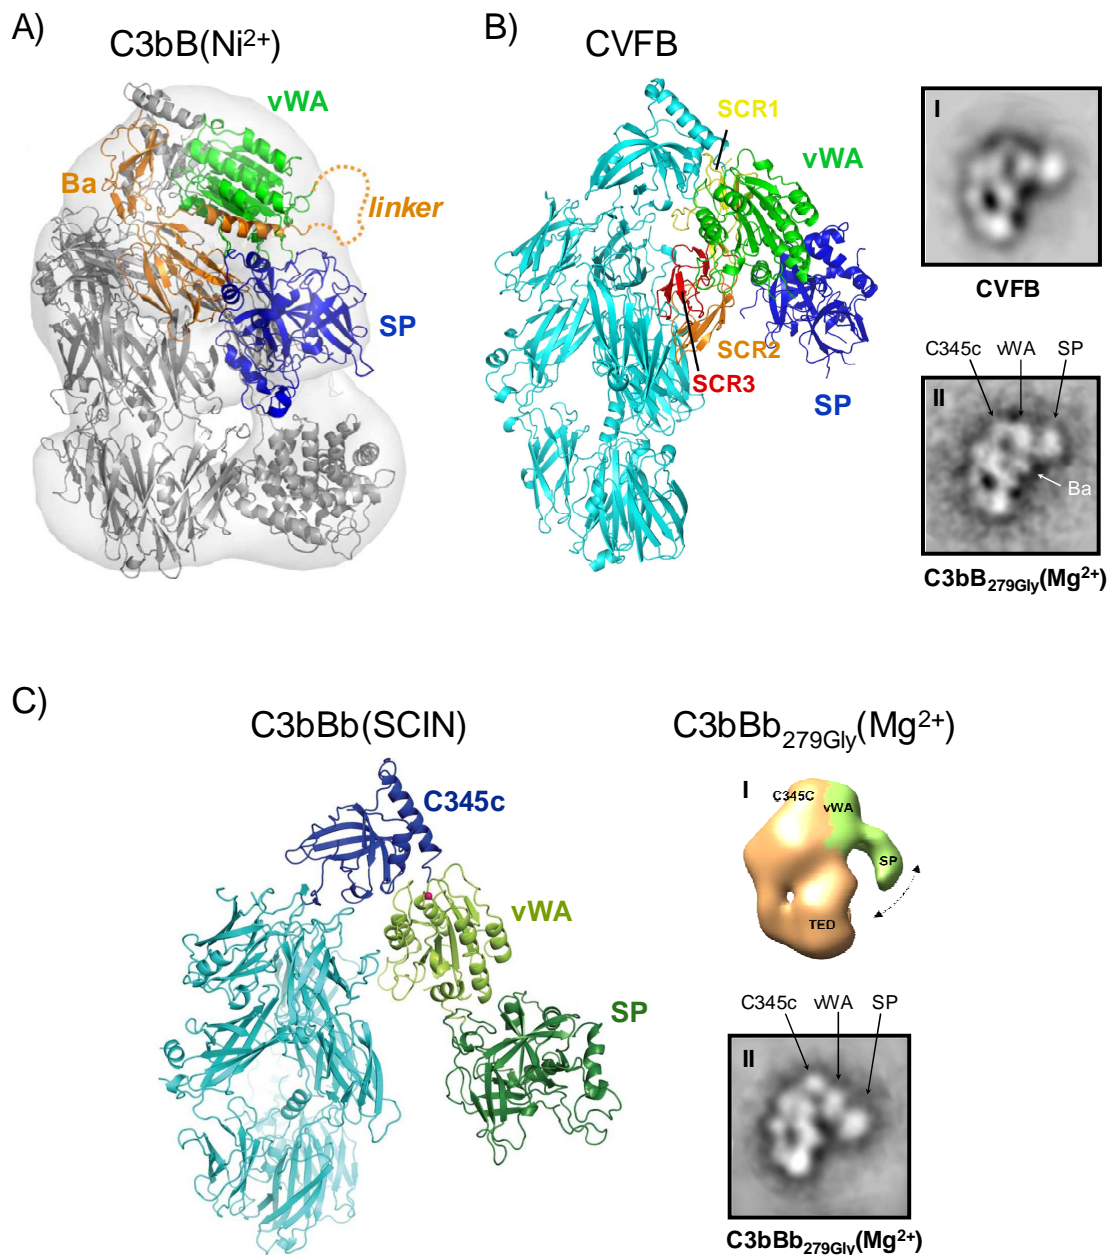 A)
C3bB(Ni²⁺)
vWA
Ba
linker
SP
B)
CVFB
SCR1
vWA
SCR2
SCR3
SP
I
CVFB
C345c vWA SP
II
Ba
C3bB₂₇₉Gly(Mg²⁺)
C)
C3bBb(SCIN)
C345c
vWA
SP
C3bBb₂₇₉Gly(Mg²⁺)
I
C345C
vWA
SP
TED
C345c vWA SP
II
C3bBb₂₇₉Gly(Mg²⁺)